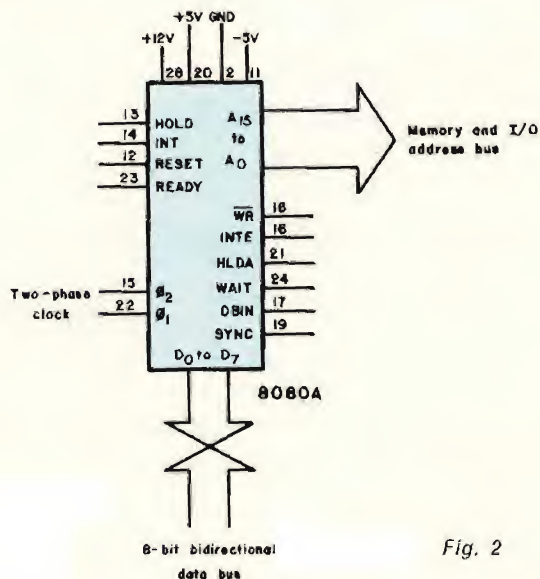 +5V GND
+12V -5V
28 20 2 11
13 HOLD A15
14 INT to
12 RESET A0
23 READY
Memory and I/O
address bus
WR 18
INTE 16
HLDA 21
WAIT 24
DBIN 17
SYNC 19
Two-phase
clock
15 Ø2
22 Ø1
D0 to D7
8080A
8-bit bidirectional
data bus
Fig. 2